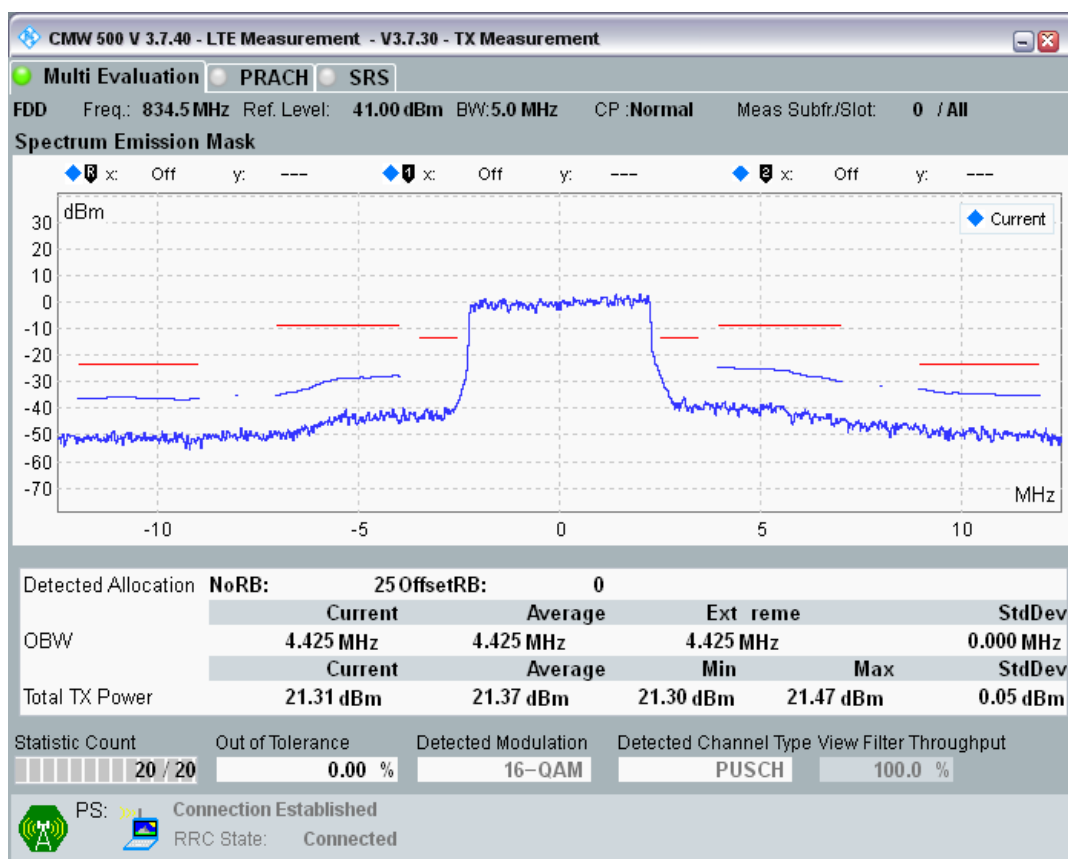 CMW 500 V 3.7.40 - LTE Measurement - V3.7.30 - TX Measurement
Multi Evaluation PRACH SRS
FDD Freq.: 834.5 MHz Ref. Level: 41.00 dBm BW:5.0 MHz CP :Normal Meas Subfr./Slot: 0 / All
Spectrum Emission Mask
R x: Off y: --- 1 x: Off y: --- 2 x: Off y: ---
dBm
Current
30
20
10
0
-10
-20
-30
-40
-50
-60
-70
MHz
-10 -5 0 5 10
Detected Allocation NoRB: 25 OffsetRB: 0
Current Average Ext reme StdDev
OBW 4.425 MHz 4.425 MHz 4.425 MHz 0.000 MHz
Current Average Min Max StdDev
Total TX Power 21.31 dBm 21.37 dBm 21.30 dBm 21.47 dBm 0.05 dBm
Statistic Count Out of Tolerance Detected Modulation Detected Channel Type View Filter Throughput
20 / 20 0.00 % 16-QAM PUSCH 100.0 %
PS: Connection Established
RRC State: Connected